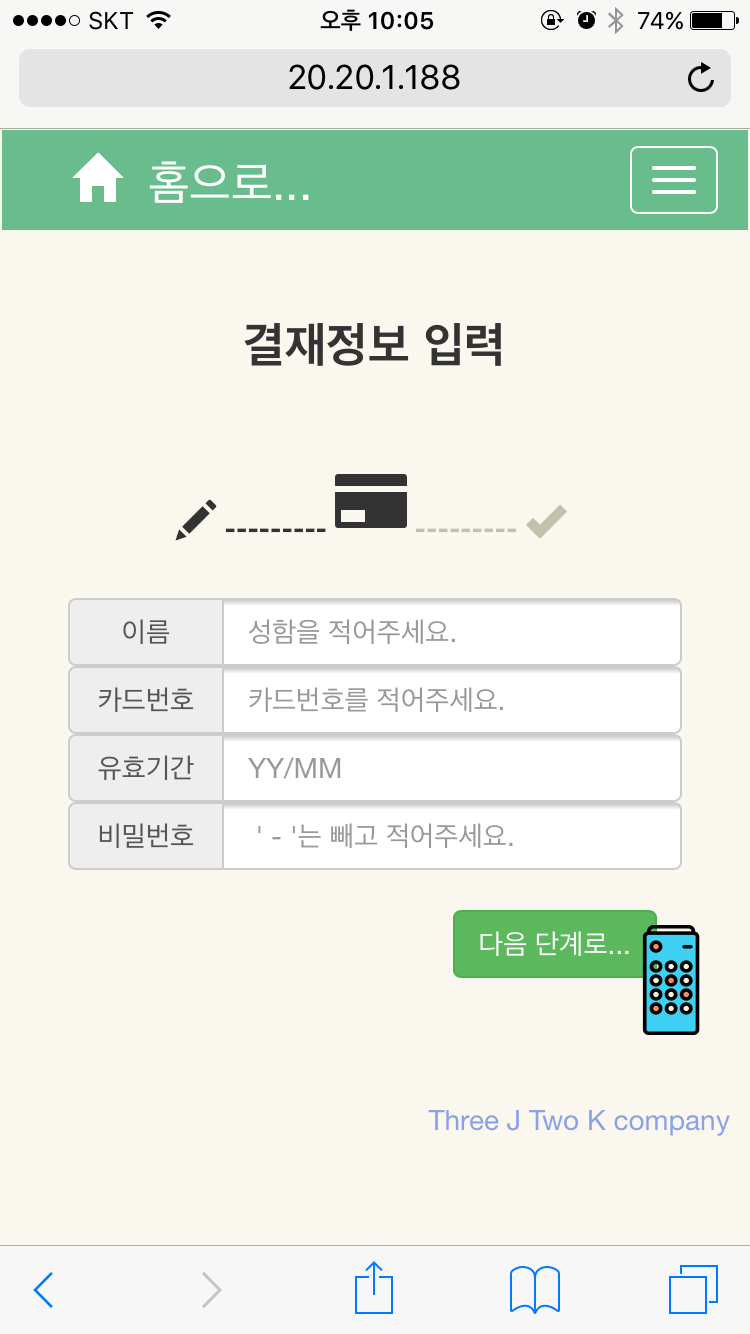 SKT 오후 10:05 74%
20.20.1.188
홈으로...
결재정보 입력
이름 성함을 적어주세요.
카드번호 카드번호를 적어주세요.
유효기간 YY/MM
비밀번호 ' - '는 빼고 적어주세요.
다음 단계로...
Three J Two K company